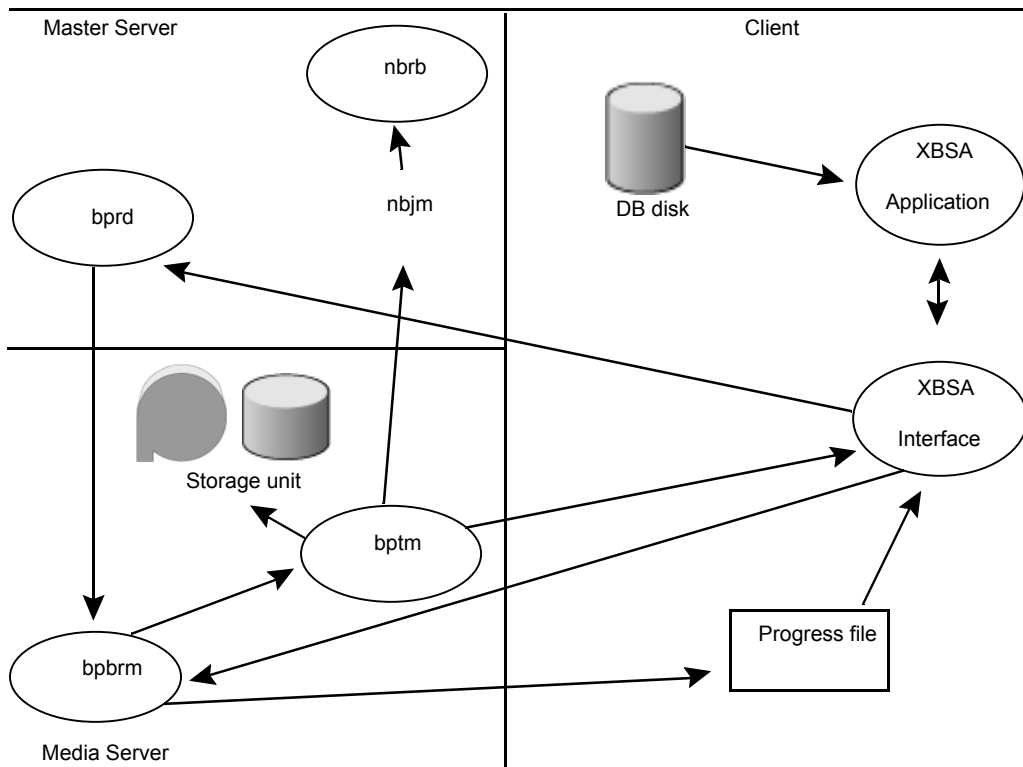 Master Server
Client
nbrb
XBSA
Application
nbjm
DB disk
bprd
XBSA
Interface
Storage unit
bptm
Progress file
bpbrm
Media Server